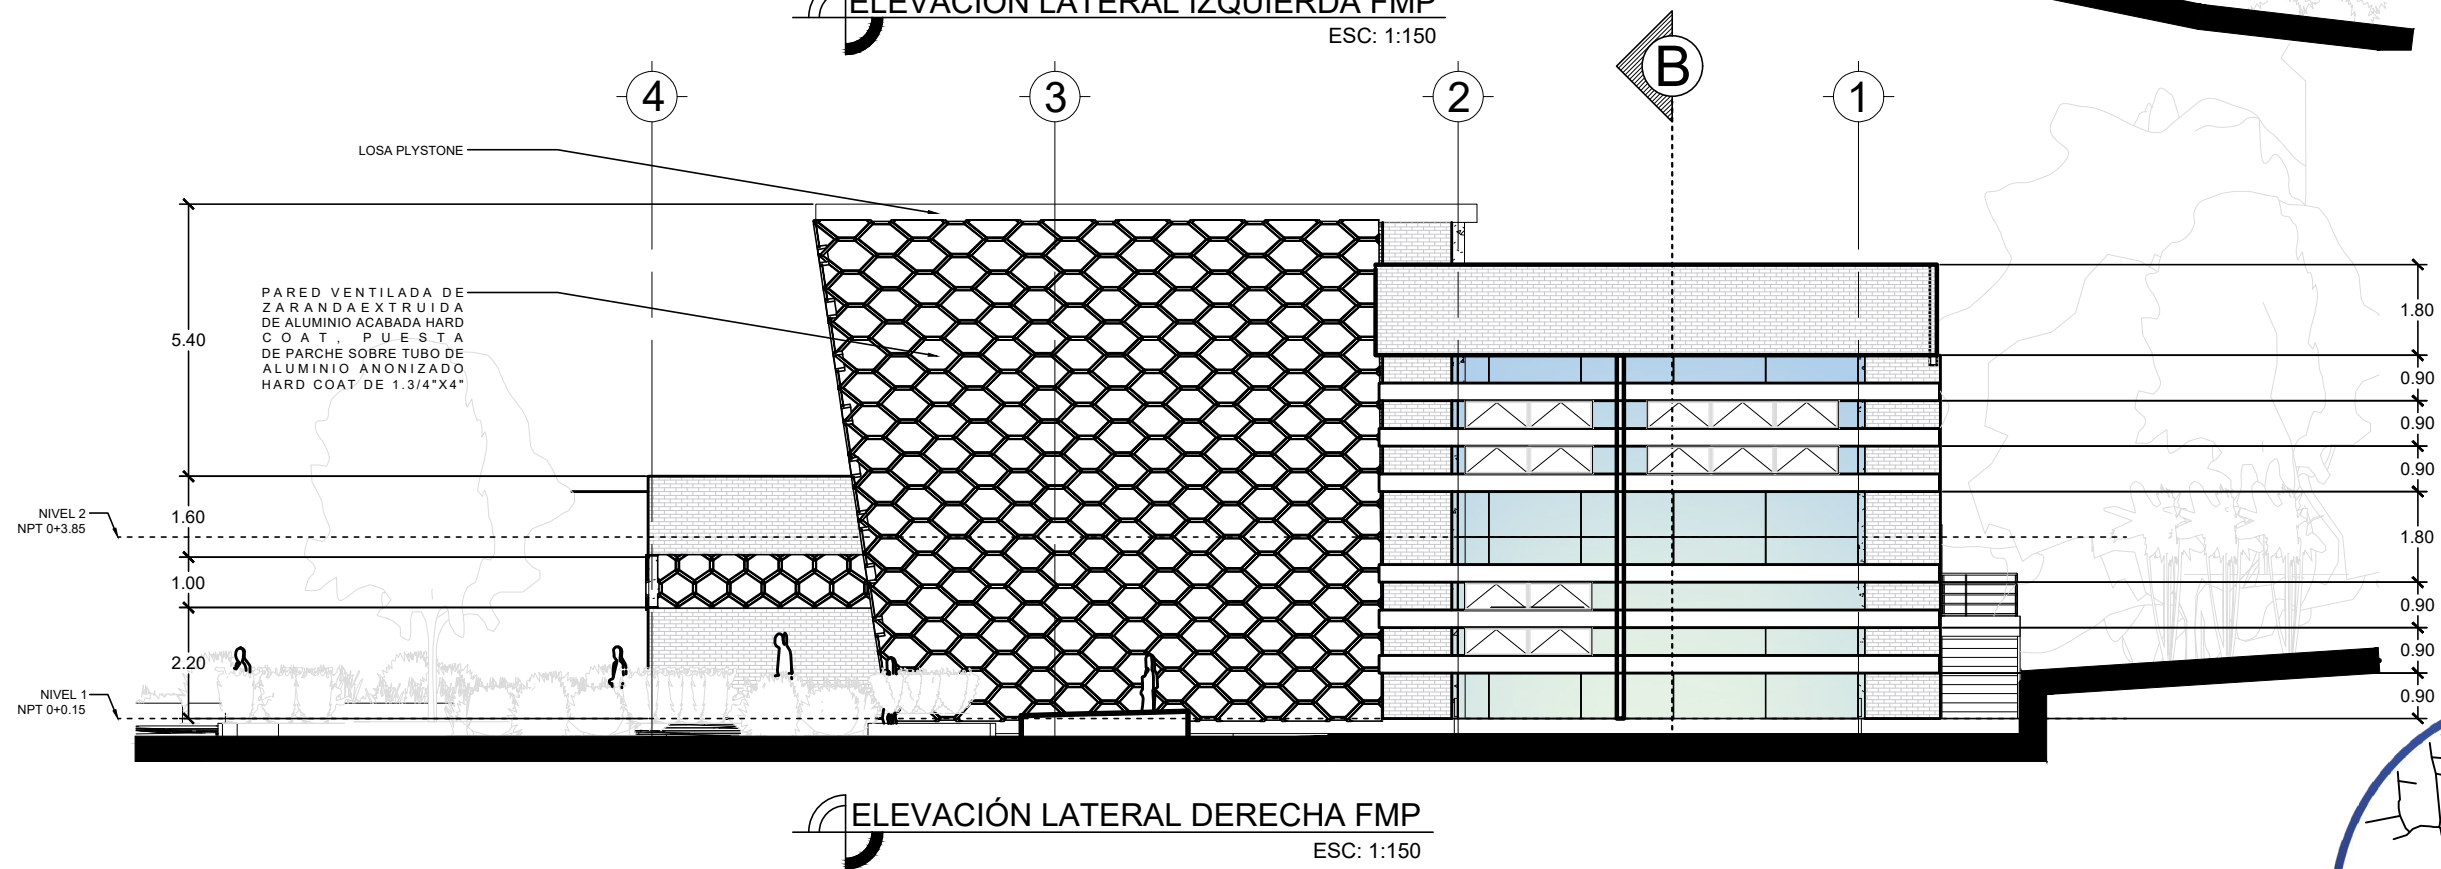 ELEVACIÓN LATERAL IZQUIERDA FMP
ESC: 1:150
4
3
2
B
1
LOSA PLYSTONE
PARED VENTILADA DE
ZARANDA EXTRUIDA
DE ALUMINIO ACABADA HARD
COAT, PUESTA
DE PARCHE SOBRE TUBO DE
ALUMINIO ANONIZADO
HARD COAT DE 1.3/4"X4"
5.40
1.60
1.00
2.20
NIVEL 2
NPT 0+3.85
NIVEL 1
NPT 0+0.15
1.80
0.90
0.90
0.90
1.80
0.90
0.90
0.90
ELEVACIÓN LATERAL DERECHA FMP
ESC: 1:150